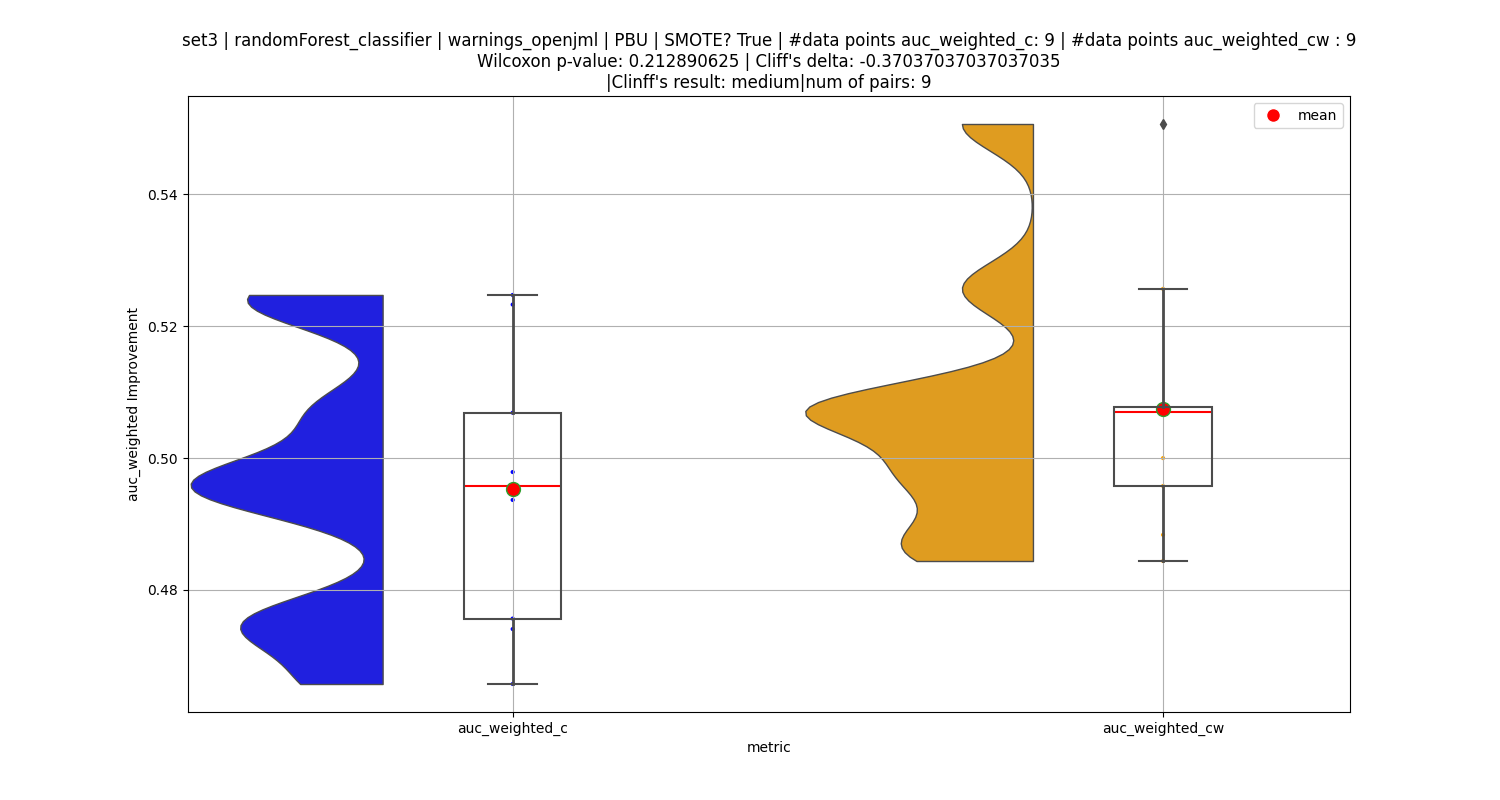 set3 | randomForest_classifier | warnings_openjml | PBU | SMOTE? True | #data points auc_weighted_c: 9 | #data points auc_weighted_cw : 9
Wilcoxon p-value: 0.212890625 | Cliff's delta: -0.37037037037037035
|Clinff's result: medium|num of pairs: 9
mean
0.54
0.52
0.50
0.48
auc_weighted Improvement
auc_weighted_c
auc_weighted_cw
metric